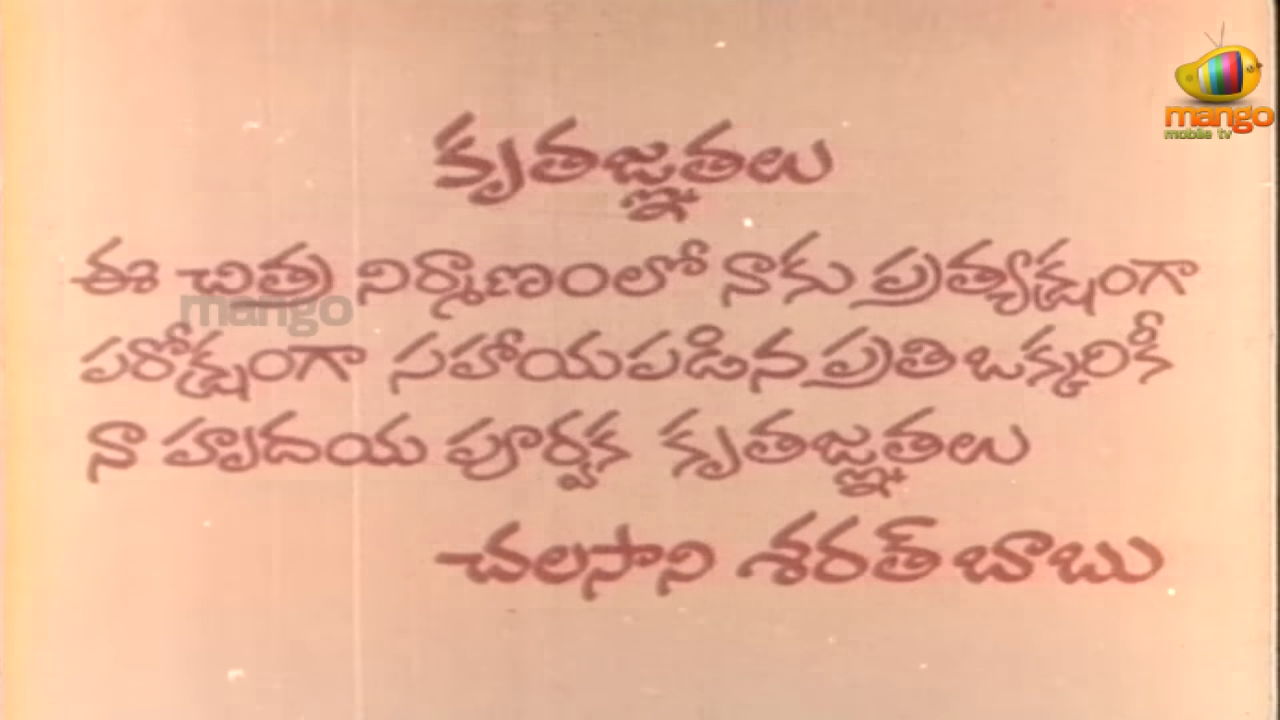 mango
mobile tv
కృతజ్ఞతలు
ఈ చిత్ర నిర్మాణంలో నాకు ప్రత్యక్షంగా
mango
పరోక్షంగా సహాయపడిన ప్రతి ఒక్కరికీ
నా హృదయ పూర్వక కృతజ్ఞతలు
చలసాని శరత్ బాబు